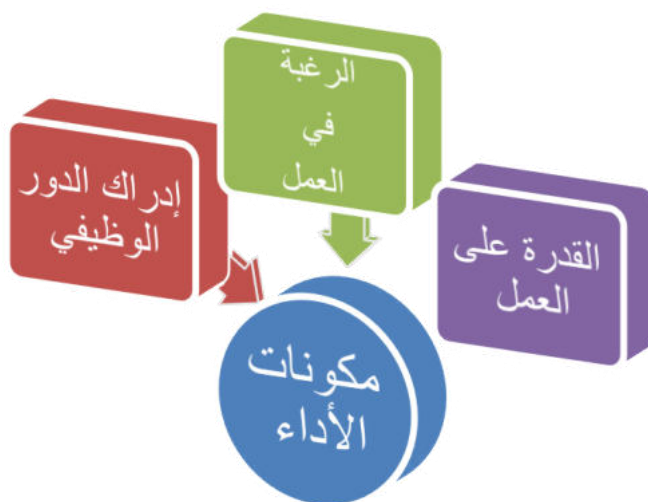 الرغبة
في
العمل
إدراك الدور
الوظيفي
القدرة على
العمل
مكونات
الأداء